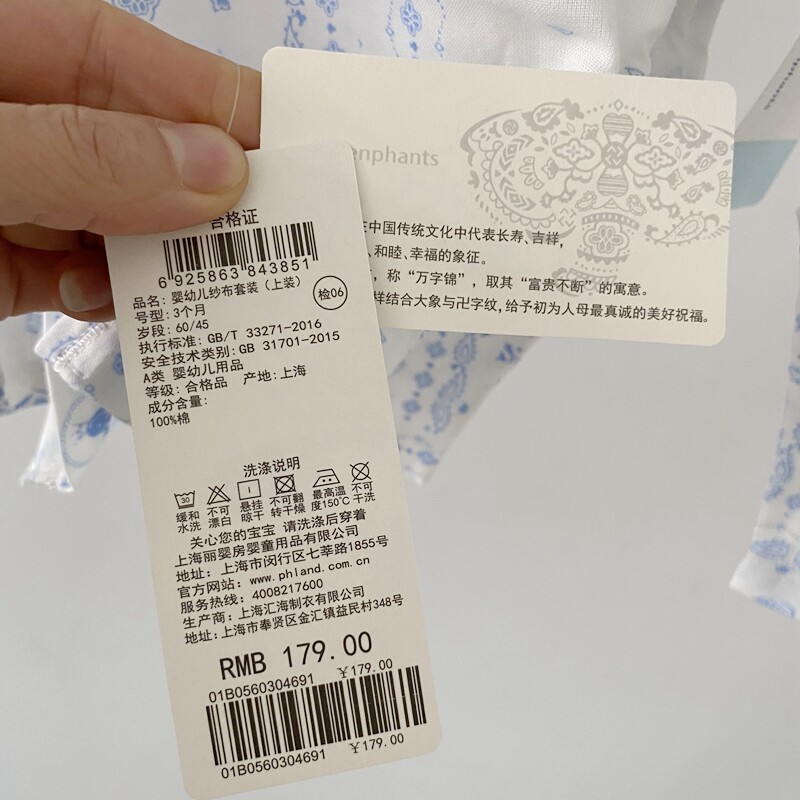 合格证
6 925863 843851
品名: 婴幼儿纱布套装（上装）
号型: 3个月
检06
岁段: 60/45
执行标准: GB/T 33271-2016
安全技术类别: GB 31701-2015
A类 婴幼儿用品
等级: 合格品 产地: 上海
成分含量:
100%棉
洗涤说明
30
缓和水洗
不可漂白
悬挂晾干
不可翻转干燥
最高温度150℃
不可干洗
关心您的宝宝 请洗涤后穿着
上海丽婴房婴童用品有限公司
地址: 上海市闵行区七莘路1855号
官方网站: www.phland.com.cn
服务热线: 4008217600
生产商: 上海汇海制衣有限公司
地址: 上海市奉贤区金汇镇益民村348号
RMB 179.00
01B0560304691 ￥179.00
01B0560304691 ￥179.00
enphants
中国传统文化中代表长寿、吉祥,
、和睦、幸福的象征。
, 称“万字锦”, 取其“富贵不断”的寓意。
样结合大象与卍字纹, 给予初为人母最真诚的美好祝福。
phants